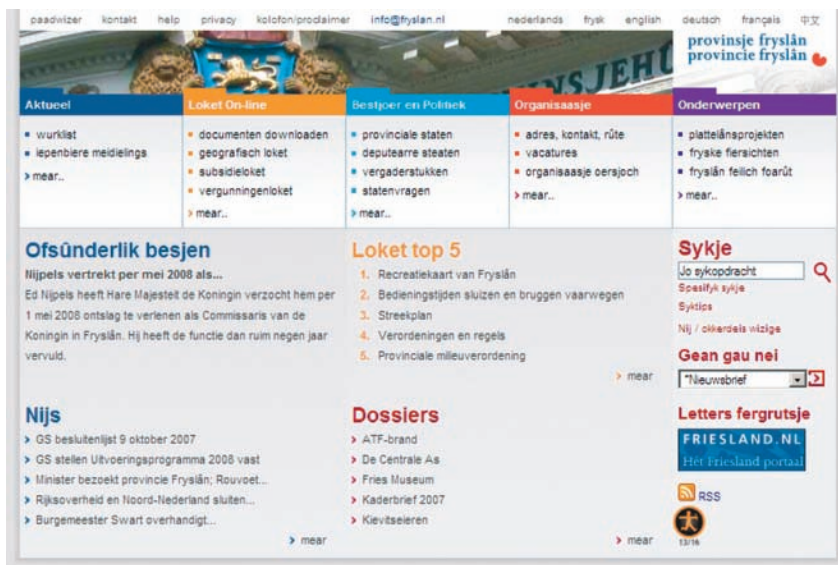 paadwizer kontakt help privacy kolofon/proclaimer info@fryslan.nl nederlands frysk english deutsch français 中文
provinsje fryslân
provincie fryslân
INSJEHÛ
Aktueel
wurklist
iepenbiere meidielings
mear..
Loket On-line
documenten downloaden
geografisch loket
subsidieloket
vergunningenloket
mear..
Bestjoer en Politiek
provinciale staten
deputearre steaten
vergaderstukken
statenvragen
mear..
Organisaasje
adres, kontakt, rûte
vacatures
organisaasje oersjoch
mear..
Onderwerpen
plattelânsprojekten
fryske fiersichten
fryslân feilich foarût
mear..
Ofsûnderlik besjen
Nijpels vertrekt per mei 2008 als...
Ed Nijpels heeft Hare Majesteit de Koningin verzocht hem per
1 mei 2008 ontslag te verlenen als Commissaris van de
Koningin in Fryslân. Hij heeft de functie dan ruim negen jaar
vervuld.
Loket top 5
1. Recreatiekaart van Fryslân
2. Bedieningstijden sluizen en bruggen vaarwegen
3. Streekplan
4. Verordeningen en regels
5. Provinciale milieuverordening
mear
Sykje
Jo sykopdracht
Spesifyk sykje
Syktips
Nij / okkerdeis wizige
Gean gau nei
"Nieuwsbrief
Nijs
GS besluitenlijst 9 oktober 2007
GS stellen Uitvoeringsprogramma 2008 vast
Minister bezoekt provincie Fryslân; Rouvoet...
Rijksoverheid en Noord-Nederland sluiten...
Burgemeester Swart overhandigt...
mear
Dossiers
ATF-brand
De Centrale As
Fries Museum
Kaderbrief 2007
Kievitseieren
mear
Letters fergrutsje
FRIESLAND.NL
Hét Friesland portaal
RSS
13/16